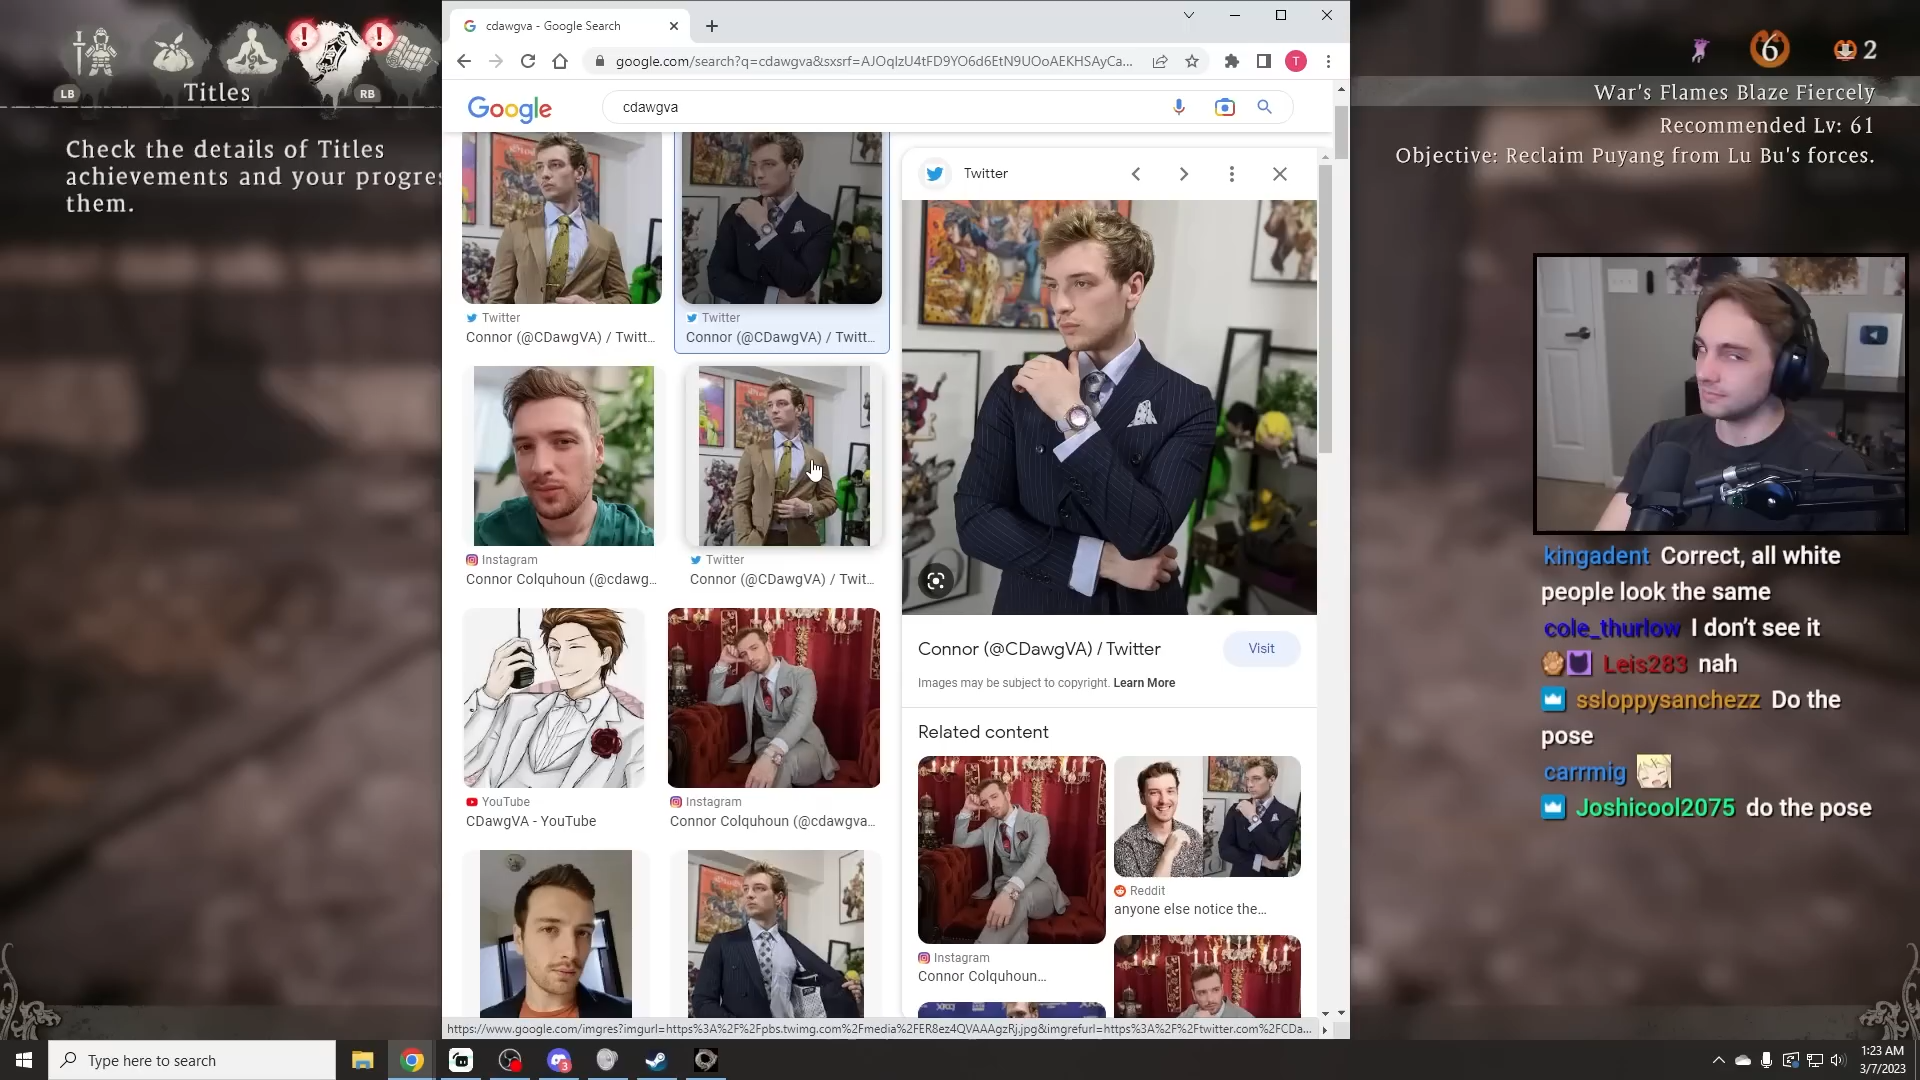 LB
Titles
RB
Check the details of Titles
achievements and your progre
them.
cdawgva - Google Search
google.com/search?q=cdawgva&sxsrf=AJOqlzU4tFD9YO6d6EtN9UOoAEKHSAyCa...
T
Google
cdawgva
Twitter
Connor (@CDawgVA) / Twitt...
Twitter
Connor (@CDawgVA) / Twitt...
Instagram
Connor Colquhoun (@cdawg...
Twitter
Connor (@CDawgVA) / Twit...
YouTube
CDawgVA - YouTube
Instagram
Connor Colquhoun (@cdawgva...
Twitter
Connor (@CDawgVA) / Twitter
Visit
Images may be subject to copyright. Learn More
Related content
Instagram
Connor Colquhoun...
Reddit
anyone else notice the...
https://www.google.com/imgres?imgurl=https%3A%2F%2Fpbs.twimg.com%2Fmedia%2FER8ez4QVAAAgzRj.jpg&imgrefurl=https%3A%2F%2Ftwitter.com%2FCDa...
6
2
War's Flames Blaze Fiercely
Recommended Lv: 61
Objective: Reclaim Puyang from Lu Bu's forces.
kingadent Correct, all white
people look the same
cole_thurlow I don't see it
Leis283 nah
ssloppysanchezz Do the
pose
carrmig
Joshicool2075 do the pose
Type here to search
3
1:23 AM
3/7/2023